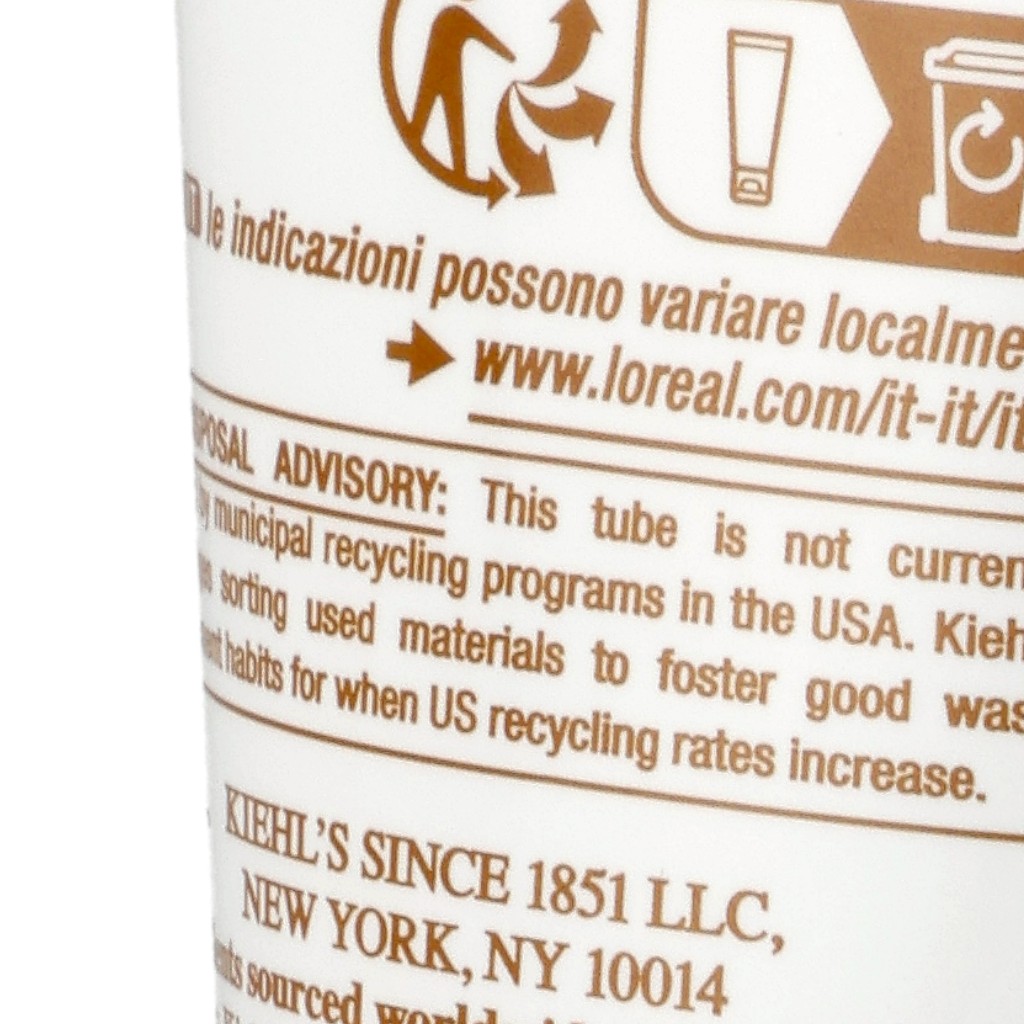 le indicazioni possono variare localme
www.loreal.com/it-it/it
POSAL ADVISORY: This tube is not curren
by municipal recycling programs in the USA. Kieh
sorting used materials to foster good was
habits for when US recycling rates increase.
KIEHL'S SINCE 1851 LLC,
NEW YORK, NY 10014
sourced